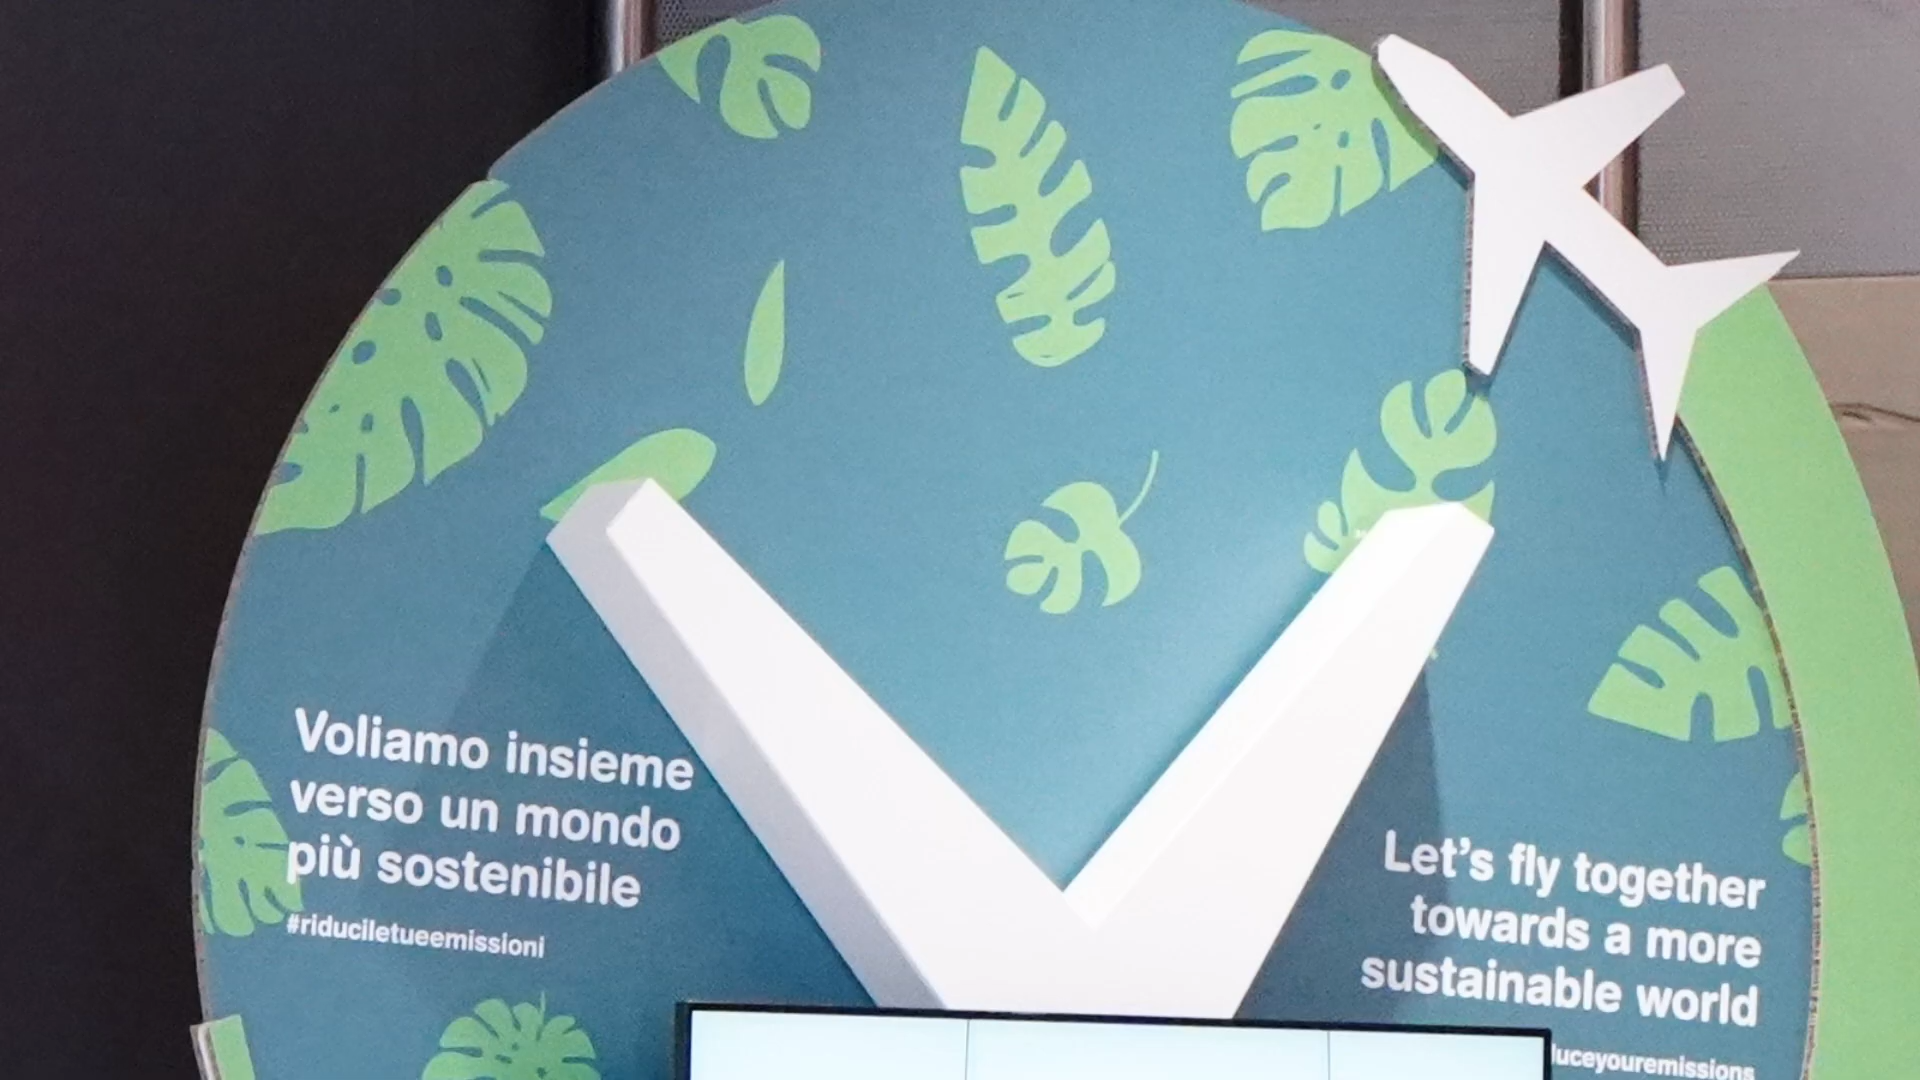 Voliamo insieme
verso un mondo
più sostenibile
#riduciletueemissioni
Let's fly together
towards a more
sustainable world